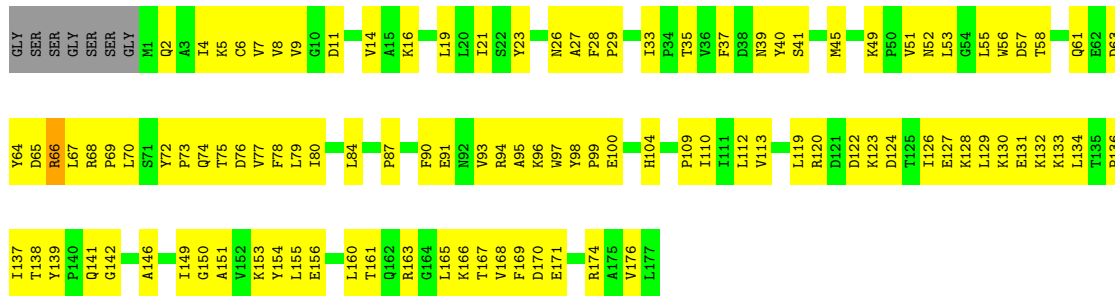 GLY SER SER GLY SER SER GLY M1 Q2 A3 I4 K5 C6 V7 V8 V9 G10 D11 V14 A15 K16 L19 L20 I21 S22 Y23 N26 A27 F28 P29 I33 P34 T35 V36 F37 D38 N39 Y40 S41 M45 K49 P50 V51 N52 L53 G54 L55 W56 D57 T58 Q61 E62 D63
Y64 D65 R66 L67 R68 P69 L70 S71 Y72 P73 Q74 T75 D76 V77 F78 L79 I80 L84 P87 F90 E91 N92 V93 R94 A95 K96 W97 Y98 P99 E100 H104 P109 I110 I111 L112 V113 L119 R120 D121 D122 K123 D124 T125 I126 E127 K128 L129 K130 E131 K132 K133 L134 T135 P136
I137 T138 Y139 P140 Q141 G142 A146 I149 G150 A151 V152 K153 Y154 L155 E156 L160 T161 Q162 R163 G164 L165 K166 T167 V168 F169 D170 E171 R174 A175 V176 L177